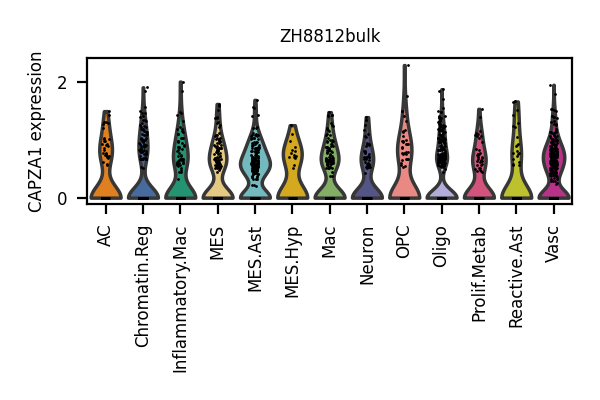 ZH8812bulk
CAPZA1 expression
2
0
AC
Chromatin.Reg
Inflammatory.Mac
MES
MES.Ast
MES.Hyp
Mac
Neuron
OPC
Oligo
Prolif.Metab
Reactive.Ast
Vasc